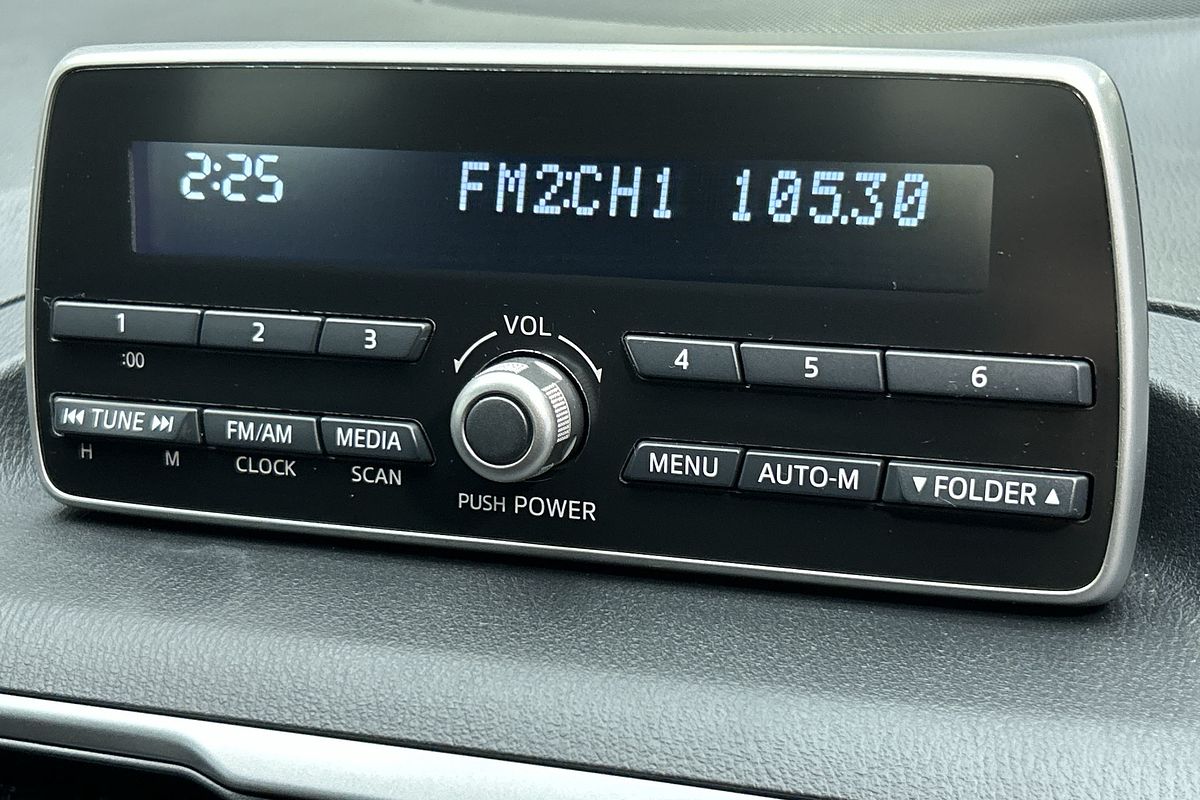 2:25 FM2:CH1 105.30
1 2 3 VOL 4 5 6
:00
⏮ TUNE ⏭ FM/AM MEDIA MENU AUTO-M ▼ FOLDER ▲
H M CLOCK SCAN
PUSH POWER